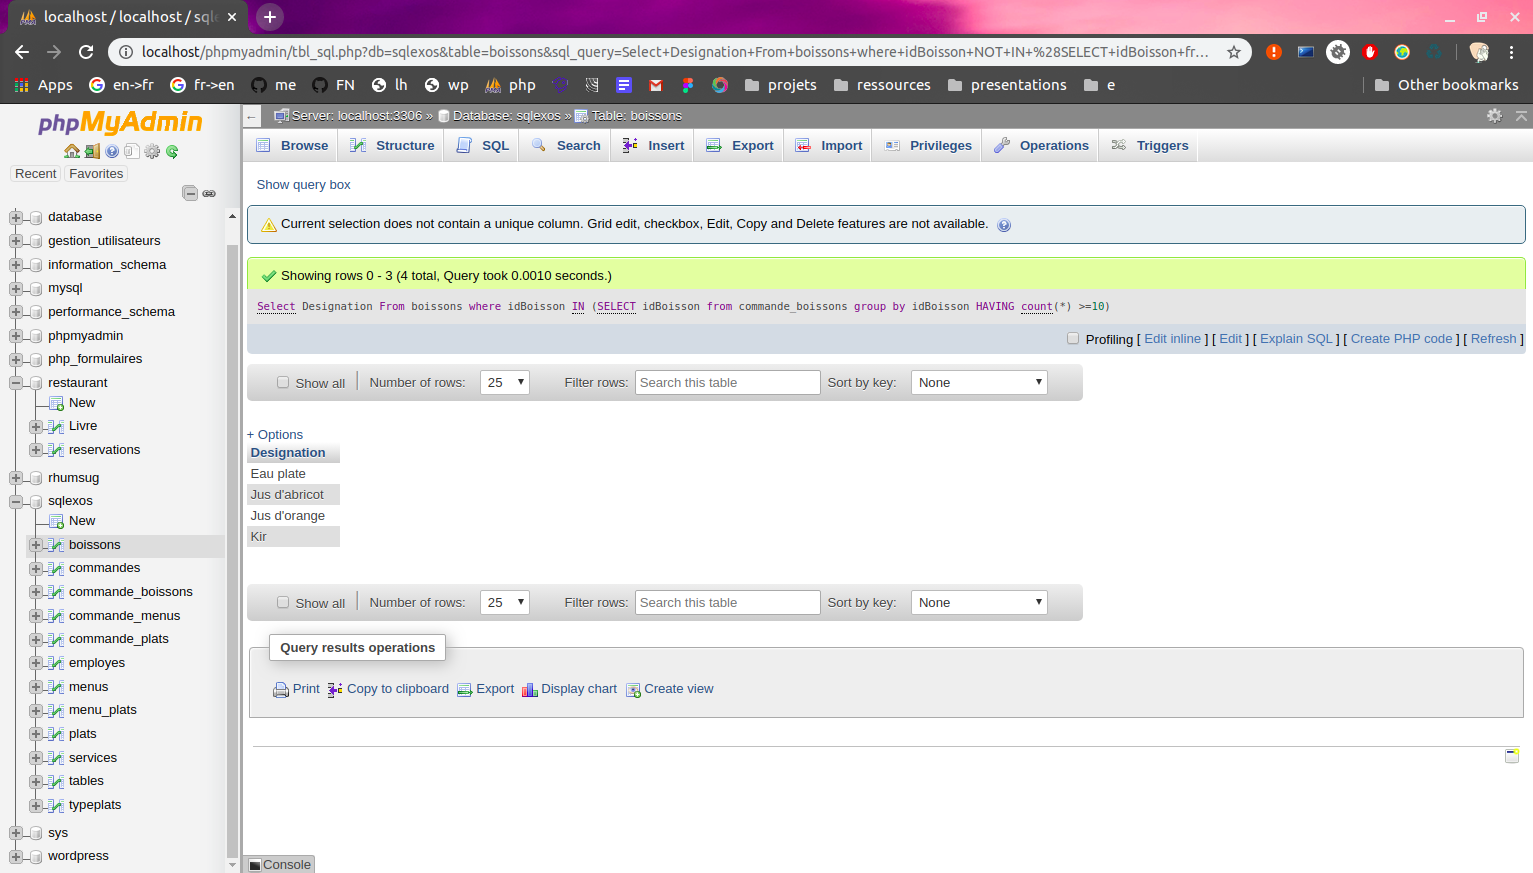 localhost / localhost / sqle
localhost/phpmyadmin/tbl_sql.php?db=sqlexos&table=boissons&sql_query=Select+Designation+From+boissons+where+idBoisson+NOT+IN+%28SELECT+idBoisson+fr...
Apps en->fr fr->en me FN lh wp php projets ressources presentations e Other bookmarks
phpMyAdmin
Recent Favorites
database
gestion_utilisateurs
information_schema
mysql
performance_schema
phpmyadmin
php_formulaires
restaurant
New
Livre
reservations
rhumsug
sqlexos
New
boissons
commandes
commande_boissons
commande_menus
commande_plats
employes
menus
menu_plats
plats
services
tables
typeplats
sys
wordpress
Server: localhost:3306 » Database: sqlexos » Table: boissons
Browse Structure SQL Search Insert Export Import Privileges Operations Triggers
Show query box
Current selection does not contain a unique column. Grid edit, checkbox, Edit, Copy and Delete features are not available.
Showing rows 0 - 3 (4 total, Query took 0.0010 seconds.)
Select Designation From boissons where idBoisson IN (SELECT idBoisson from commande_boissons group by idBoisson HAVING count(*) >=10)
Profiling [ Edit inline ] [ Edit ] [ Explain SQL ] [ Create PHP code ] [ Refresh ]
Show all Number of rows: 25 Filter rows: Search this table Sort by key: None
+ Options
Designation
Eau plate
Jus d'abricot
Jus d'orange
Kir
Show all Number of rows: 25 Filter rows: Search this table Sort by key: None
Query results operations
Print Copy to clipboard Export Display chart Create view
Console